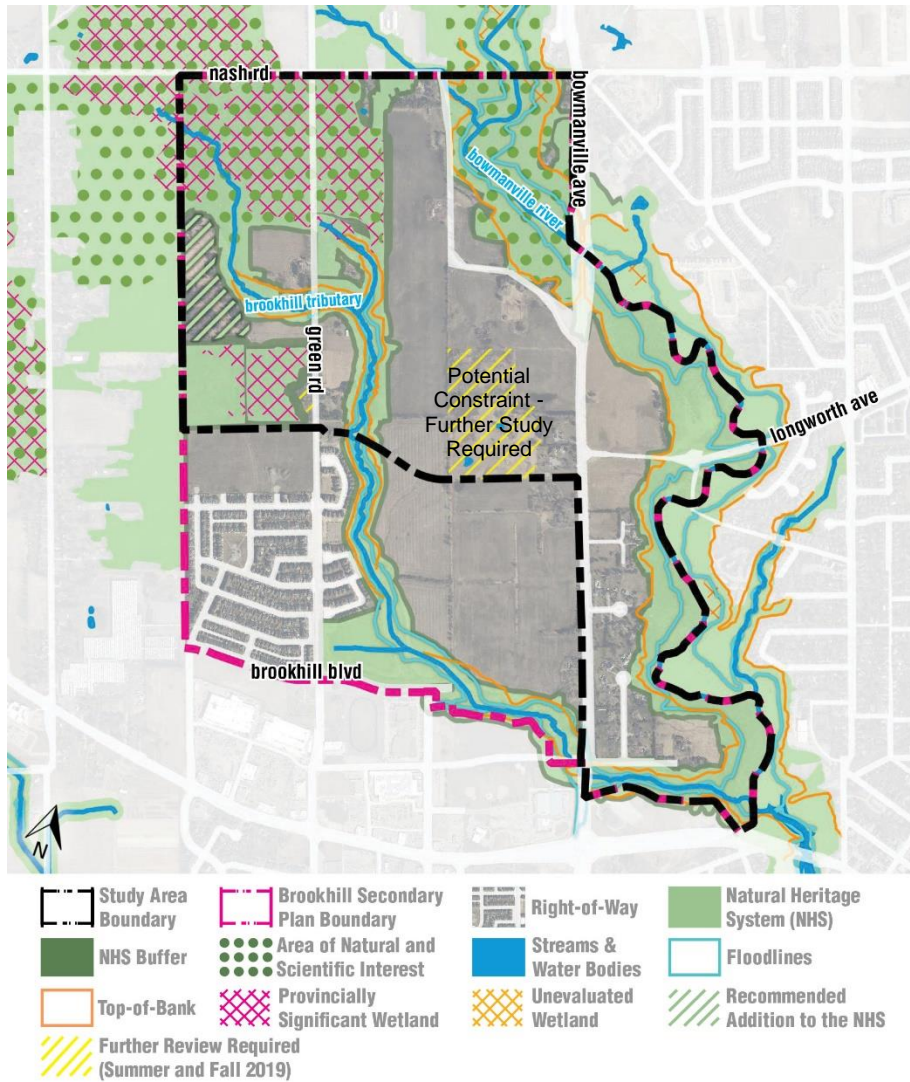 nash rd
bowmanville ave
bowmanville river
brookhill tributary
green rd
Potential
Constraint -
Further Study
Required
longworth ave
brookhill blvd
N
Study Area
Boundary
Brookhill Secondary
Plan Boundary
Right-of-Way
Natural Heritage
System (NHS)
NHS Buffer
Area of Natural and
Scientific Interest
Streams &
Water Bodies
Floodlines
Top-of-Bank
Provincially
Significant Wetland
Unevaluated
Wetland
Recommended
Addition to the NHS
Further Review Required
(Summer and Fall 2019)